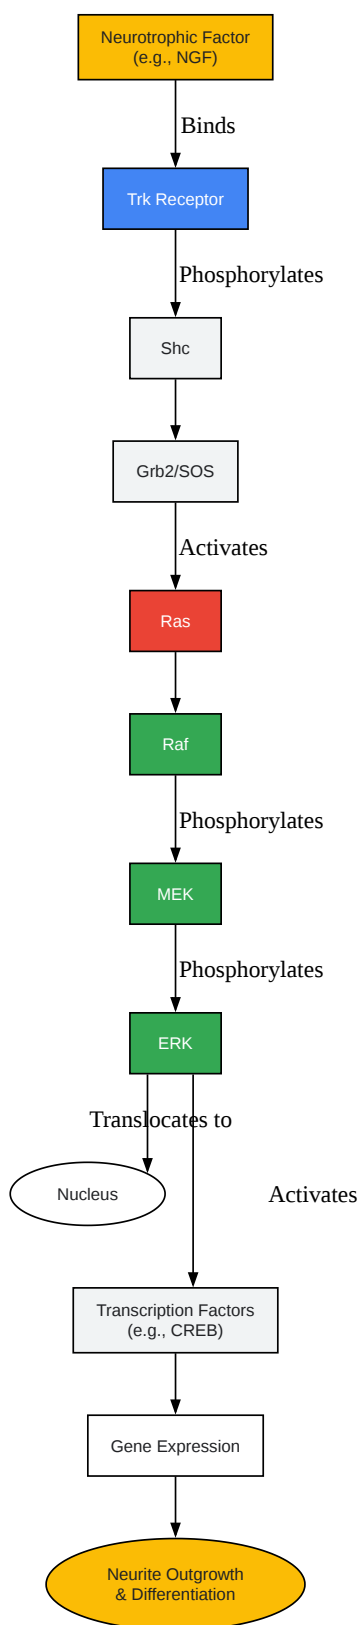 Neurotrophic Factor
(e.g., NGF)
Binds
Trk Receptor
Phosphorylates
Shc
Grb2/SOS
Activates
Ras
Raf
Phosphorylates
MEK
Phosphorylates
ERK
Translocates to
Nucleus
Activates
Transcription Factors
(e.g., CREB)
Gene Expression
Neurite Outgrowth
& Differentiation